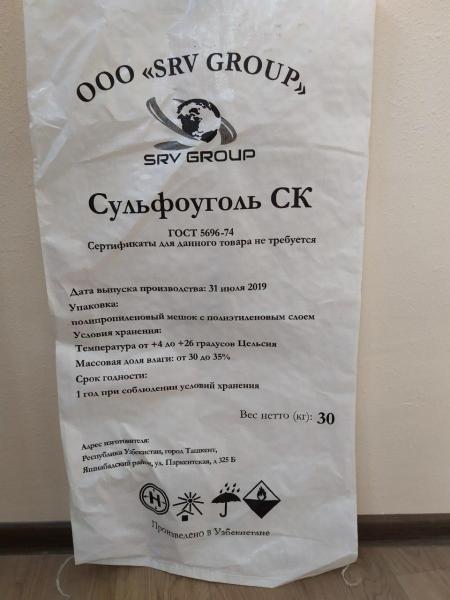 ООО «SRV GROUP»
SRV GROUP
Сульфоуголь СК
ГОСТ 5696-74
Сертификаты для данного товара не требуется
Дата выпуска производства: 31 июля 2019
Упаковка:
полипропиленовый мешок с полиэтиленовым слоем
Условия хранения:
Температура от +4 до +26 градусов Цельсия
Массовая доля влаги: от 30 до 35%
Срок годности:
1 год при соблюдении условий хранения
Вес нетто (кг): 30
Адрес изготовителя:
Республика Узбекистан, город Ташкент,
Яшнабадский район, ул. Паркентская, д 325 Б
Произведено в Узбекистане